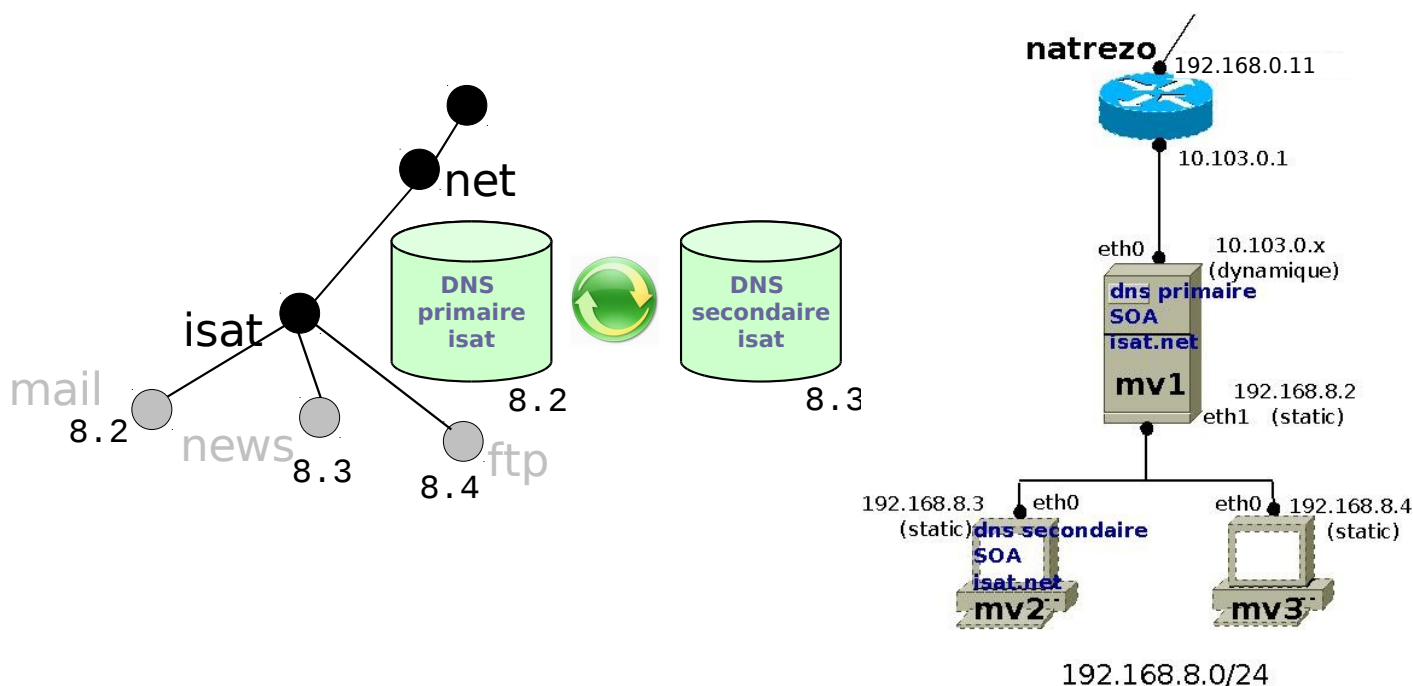 net
DNS
primaire
isat
8.2
DNS
secondaire
isat
8.3
isat
mail
8.2
news
8.3
ftp
8.4
natrezo
192.168.0.11
10.103.0.1
eth0
10.103.0.x
(dynamique)
dns primaire
SOA
isat.net
mv1
192.168.8.2
eth1 (static)
192.168.8.3 eth0
(static)
dns secondaire
SOA
isat.net
mv2
eth0 192.168.8.4
(static)
mv3
192.168.8.0/24